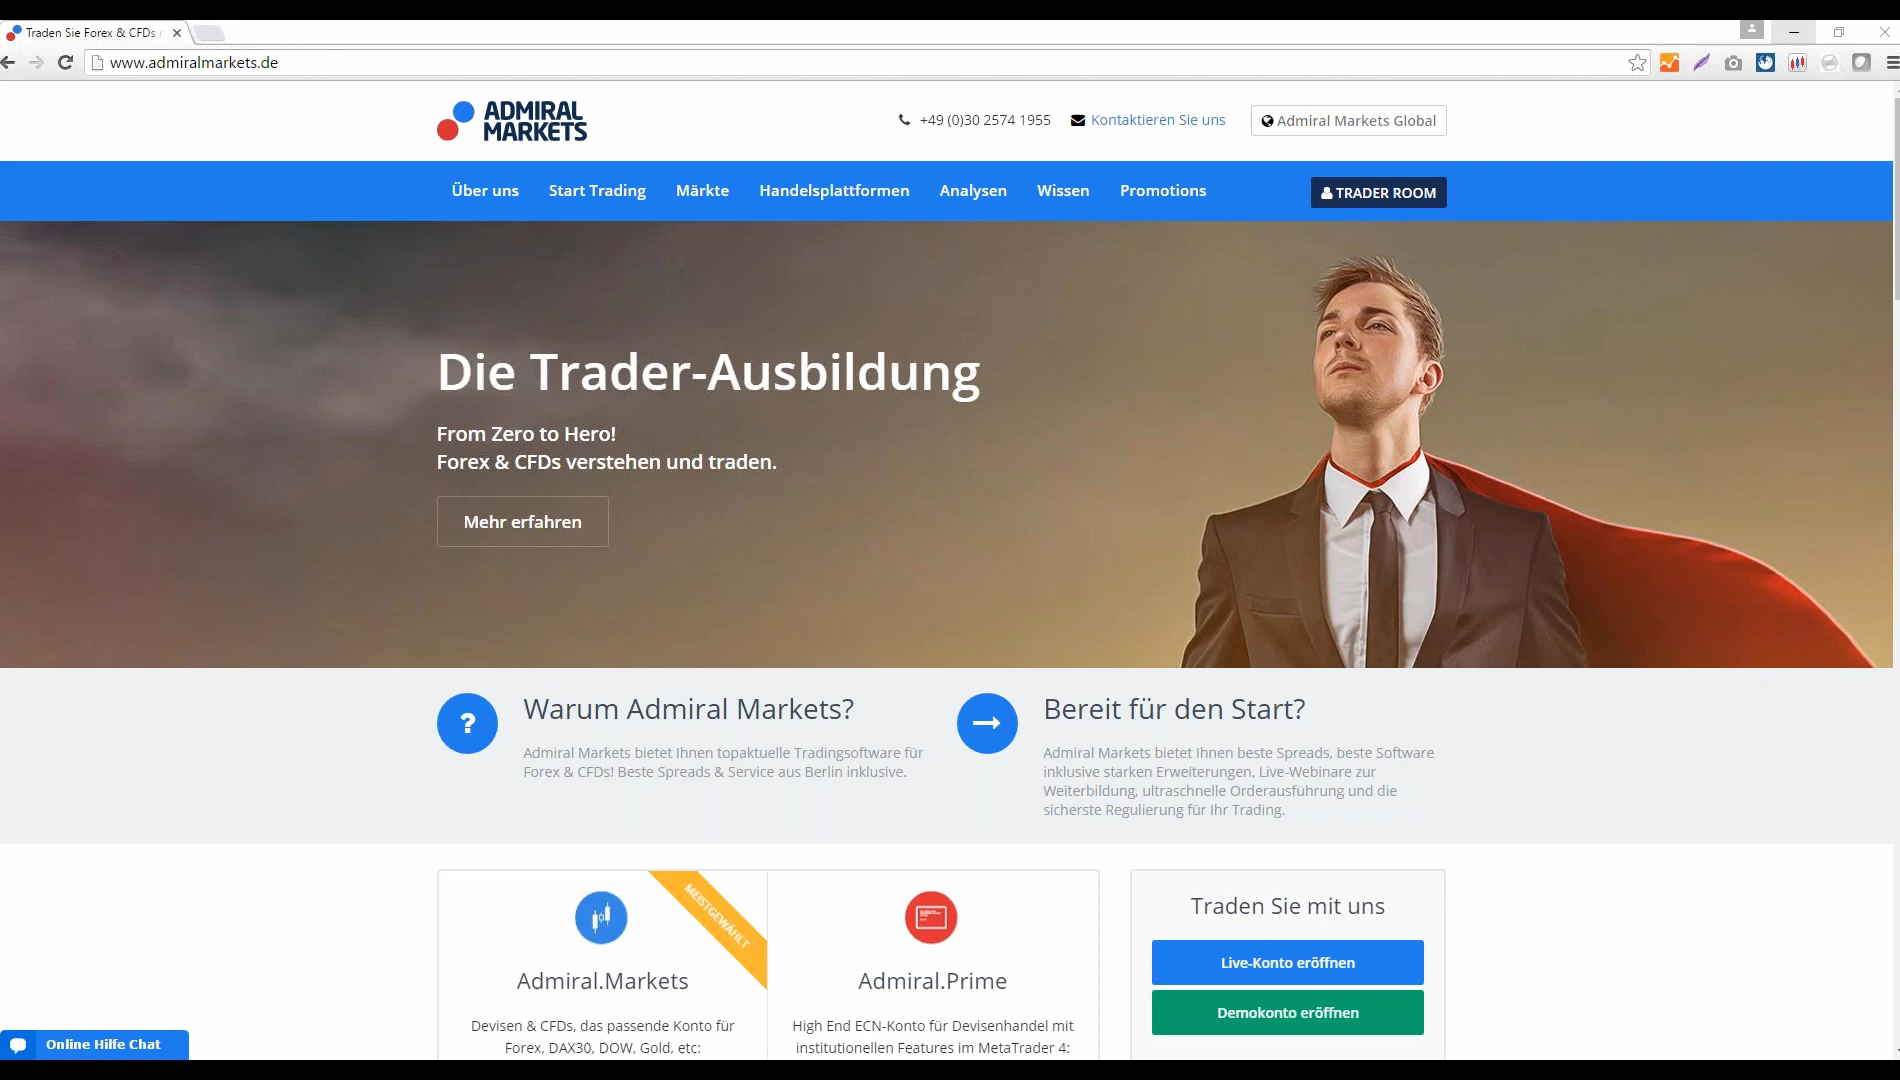 Traden Sie Forex & CFDs
www.admiralmarkets.de
ADMIRAL
MARKETS
+49 (0)30 2574 1955
Kontaktieren Sie uns
Admiral Markets Global
Über uns
Start Trading
Märkte
Handelsplattformen
Analysen
Wissen
Promotions
TRADER ROOM
Die Trader-Ausbildung
From Zero to Hero!
Forex & CFDs verstehen und traden.
Mehr erfahren
?
Warum Admiral Markets?
Admiral Markets bietet Ihnen topaktuelle Tradingsoftware für
Forex & CFDs! Beste Spreads & Service aus Berlin inklusive.
Bereit für den Start?
Admiral Markets bietet Ihnen beste Spreads, beste Software
inklusive starken Erweiterungen, Live-Webinare zur
Weiterbildung, ultraschnelle Orderausführung und die
sicherste Regulierung für Ihr Trading.
MEISTGEWÄHLT
Admiral.Markets
Devisen & CFDs, das passende Konto für
Forex, DAX30, DOW, Gold, etc:
Admiral.Prime
High End ECN-Konto für Devisenhandel mit
institutionellen Features im MetaTrader 4:
Traden Sie mit uns
Live-Konto eröffnen
Demokonto eröffnen
Online Hilfe Chat